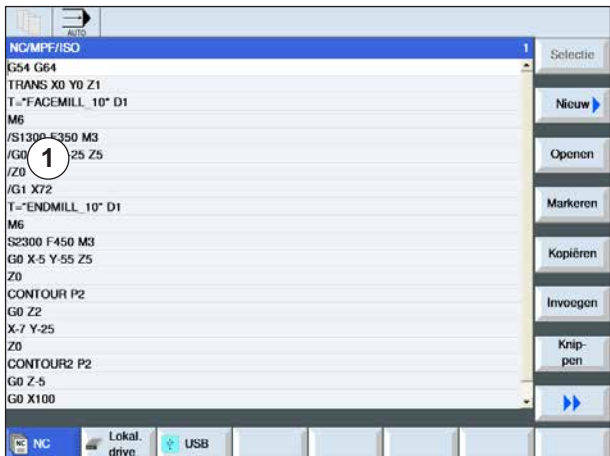 AUTO
NC/MPF/ISO 1
G54 G64
TRANS X0 Y0 Z1
T="FACEMILL_10" D1
M6
/S1300 F350 M3
/G0 -25 Z5
/Z0
/G1 X72
T="ENDMILL_10" D1
M6
S2300 F450 M3
G0 X-5 Y-55 Z5
Z0
CONTOUR P2
G0 Z2
X-7 Y-25
Z0
CONTOUR2 P2
G0 Z-5
G0 X100
1
Selectie
Nieuw
Openen
Markeren
Kopiëren
Invoegen
Knip-
pen
NC NC
Lokal.
drive
USB